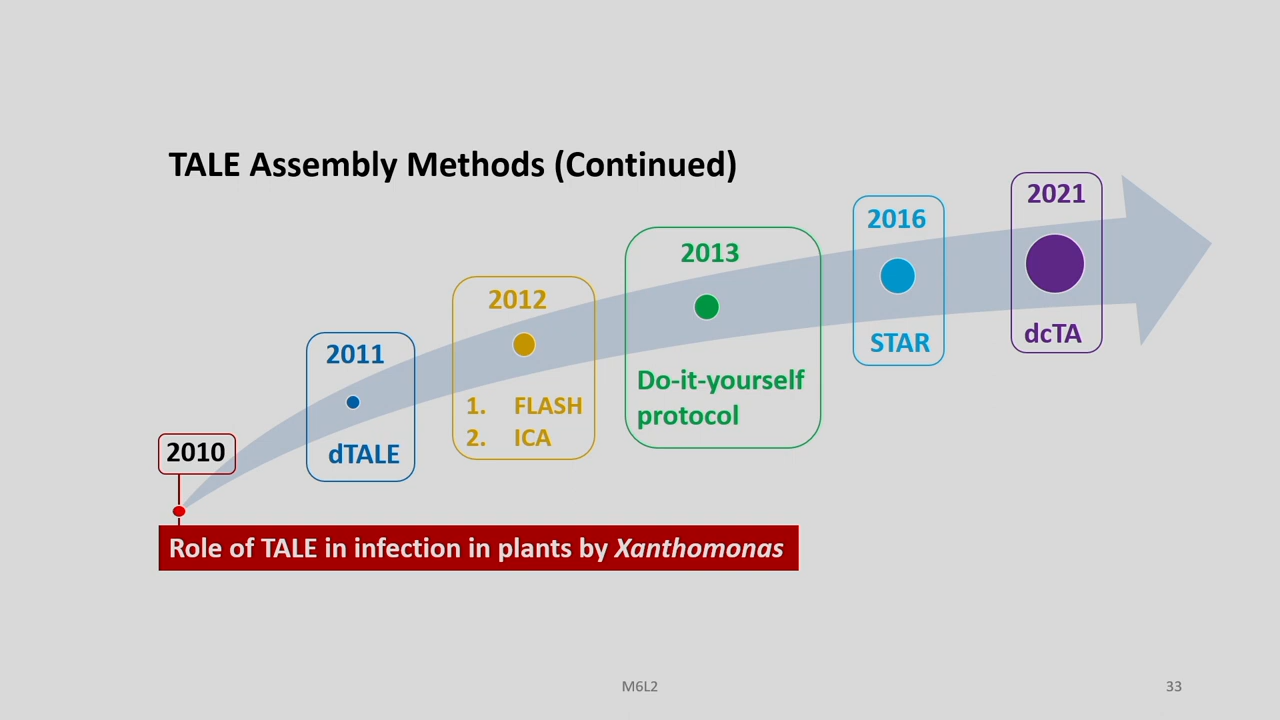 TALE Assembly Methods (Continued)
2010
Role of TALE in infection in plants by Xanthomonas
2011
dTALE
2012
1. FLASH
2. ICA
2013
Do-it-yourself
protocol
2016
STAR
2021
dcTA
M6L2
33